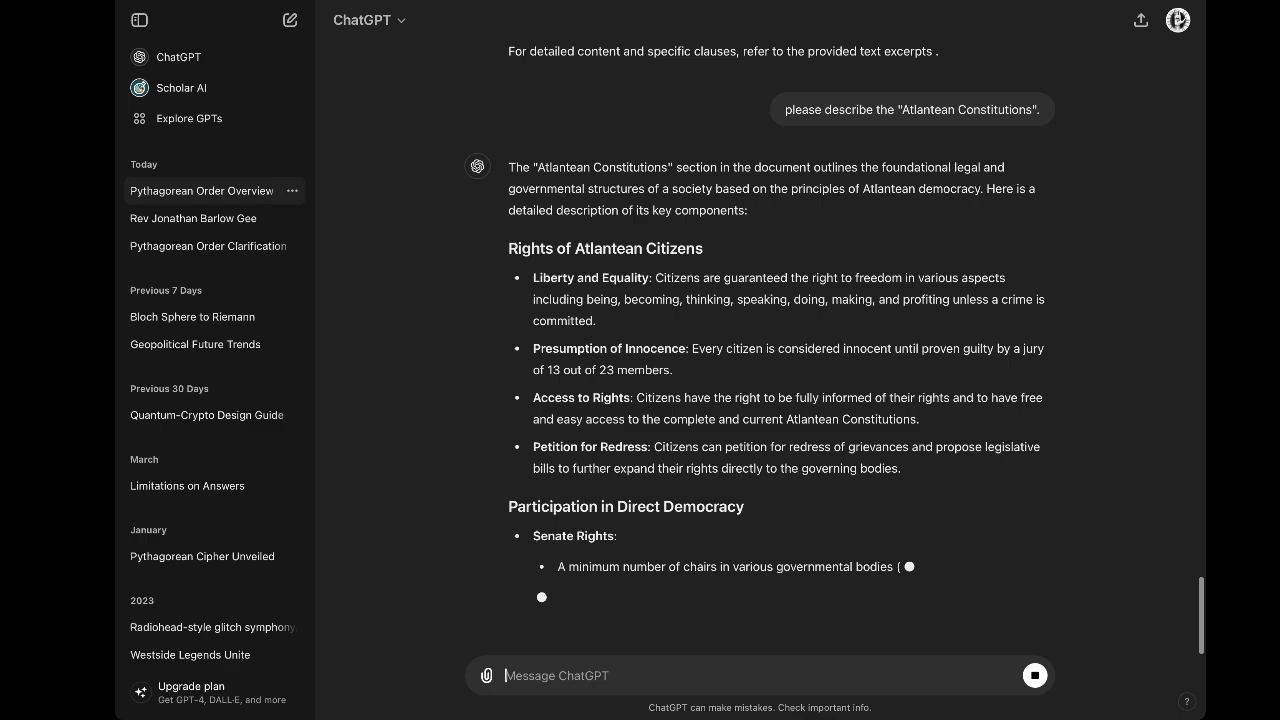 ChatGPT
Scholar AI
Explore GPTs
Today
Pythagorean Order Overview
Rev Jonathan Barlow Gee
Pythagorean Order Clarification
Previous 7 Days
Bloch Sphere to Riemann
Geopolitical Future Trends
Previous 30 Days
Quantum-Crypto Design Guide
March
Limitations on Answers
January
Pythagorean Cipher Unveiled
2023
Radiohead-style glitch symphony
Westside Legends Unite
Upgrade plan
Get GPT-4, DALL·E, and more
ChatGPT
For detailed content and specific clauses, refer to the provided text excerpts .
please describe the "Atlantean Constitutions".
The "Atlantean Constitutions" section in the document outlines the foundational legal and
governmental structures of a society based on the principles of Atlantean democracy. Here is a
detailed description of its key components:
Rights of Atlantean Citizens
• Liberty and Equality: Citizens are guaranteed the right to freedom in various aspects
including being, becoming, thinking, speaking, doing, making, and profiting unless a crime is
committed.
• Presumption of Innocence: Every citizen is considered innocent until proven guilty by a jury
of 13 out of 23 members.
• Access to Rights: Citizens have the right to be fully informed of their rights and to have free
and easy access to the complete and current Atlantean Constitutions.
• Petition for Redress: Citizens can petition for redress of grievances and propose legislative
bills to further expand their rights directly to the governing bodies.
Participation in Direct Democracy
• Senate Rights:
• A minimum number of chairs in various governmental bodies (
Message ChatGPT
ChatGPT can make mistakes. Check important info.
?